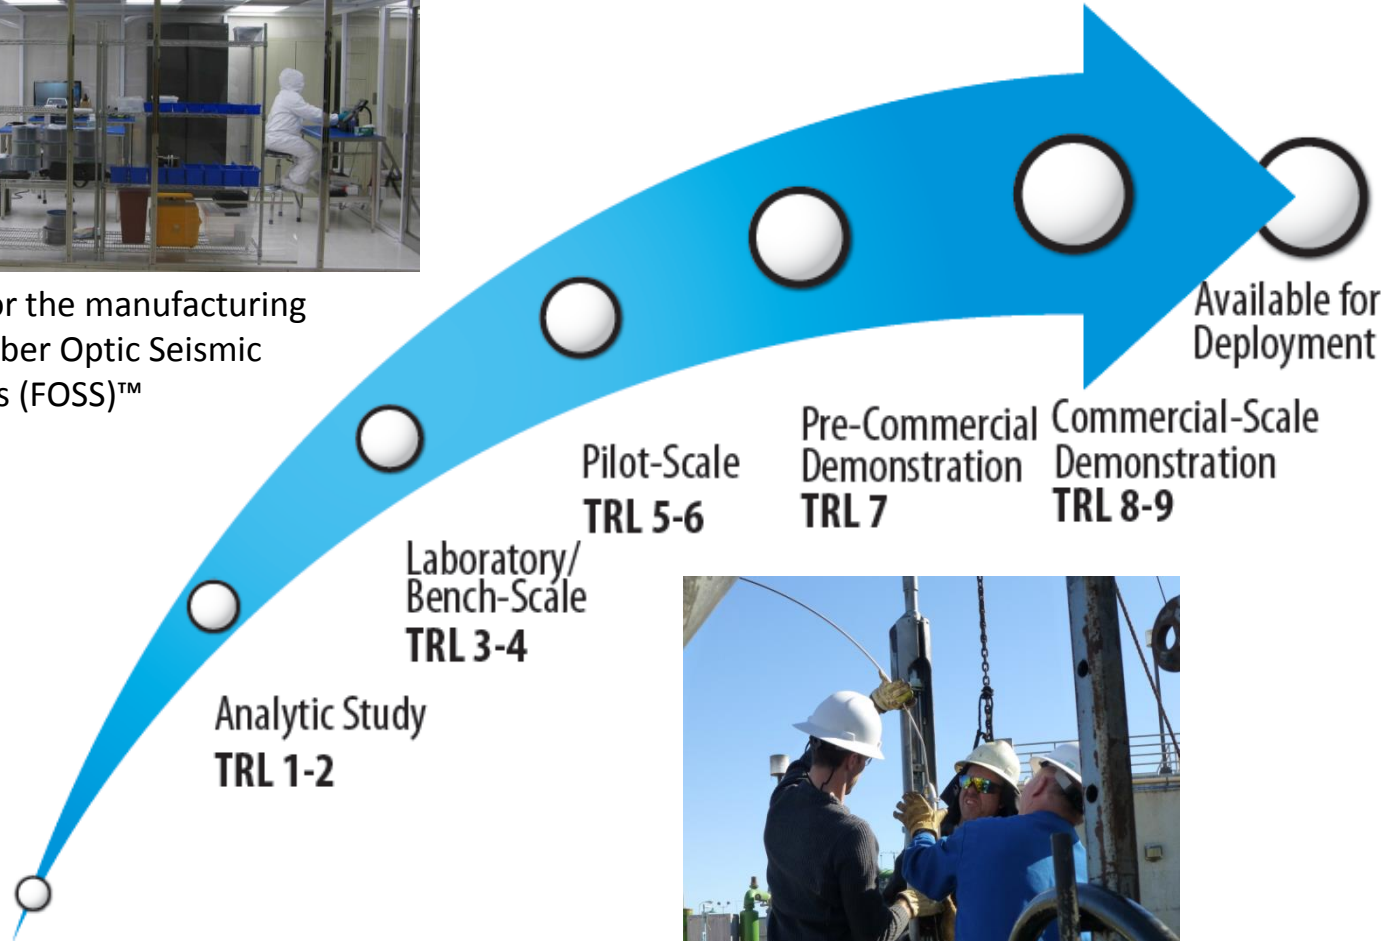 or the manufacturing
ber Optic Seismic
s (FOSS)™
Available for
Deployment
Pre-Commercial
Demonstration
TRL 7
Commercial-Scale
Demonstration
TRL 8-9
Pilot-Scale
TRL 5-6
Laboratory/
Bench-Scale
TRL 3-4
Analytic Study
TRL 1-2